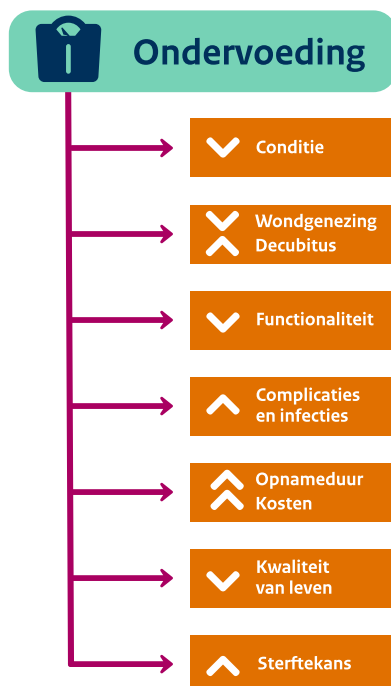 Ondervoeding
Conditie
Wondgenezing
Decubitus
Functionaliteit
Complicaties
en infecties
Opnameduur
Kosten
Kwaliteit
van leven
Sterftekans